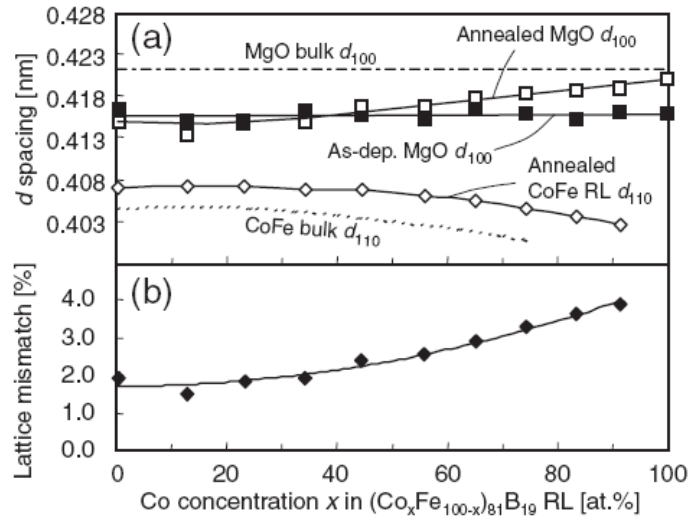 0.428
0.423
0.418
0.413
0.408
0.403
d spacing [nm]
(a)
MgO bulk d100
Annealed MgO d100
As-dep. MgO d100
Annealed
CoFe RL d110
CoFe bulk d110
(b)
4.0
3.0
2.0
1.0
0.0
Lattice mismatch [%]
0 20 40 60 80 100
Co concentration x in (CoxFe100-x)81B19 RL [at.%]